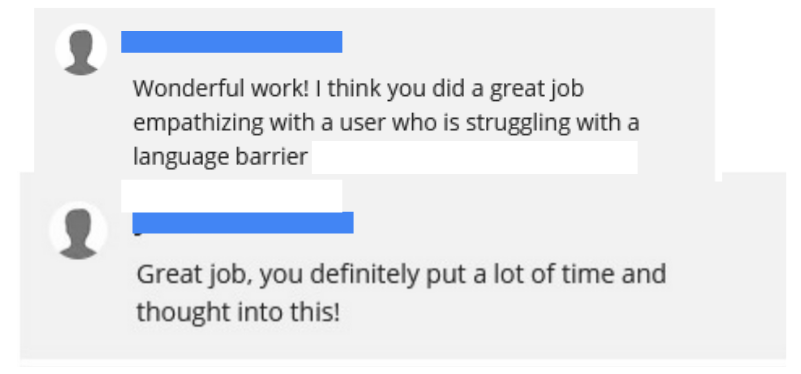 Wonderful work! I think you did a great job
empathizing with a user who is struggling with a
language barrier
Great job, you definitely put a lot of time and
thought into this!